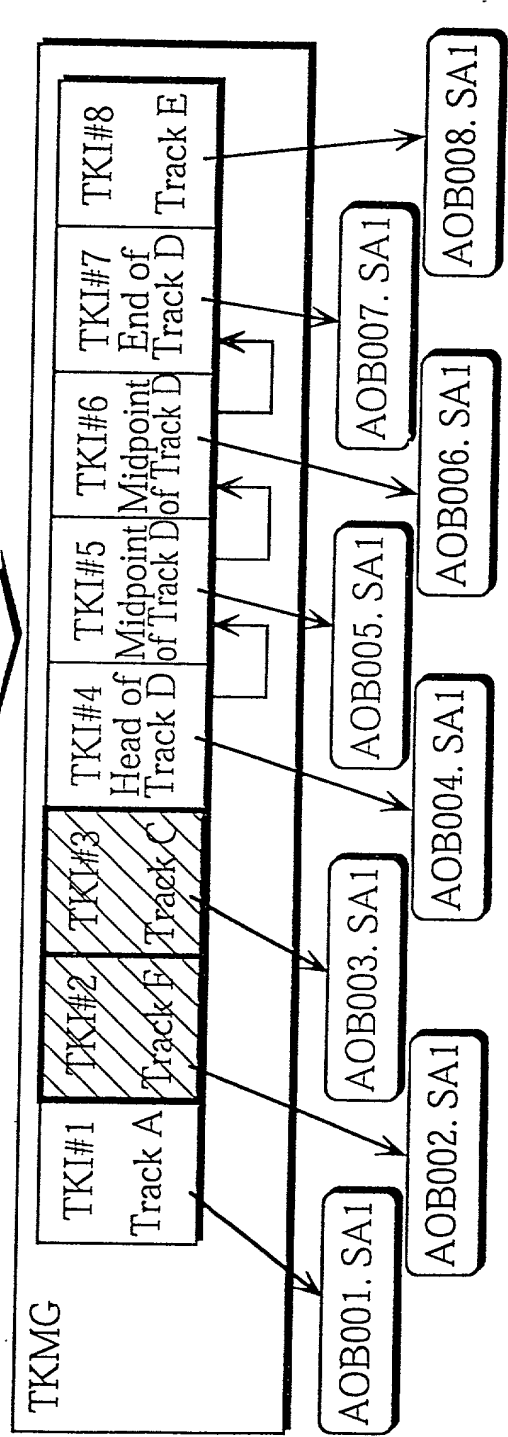 TKMG
TKI#1
Track A
TKI#2
Track F
TKI#3
Track C
TKI#4
Head of
Track D
TKI#5
Midpoint
of Track D
TKI#6
Midpoint
of Track D
TKI#7
End of
Track D
TKI#8
Track E
AOB001. SA1
AOB002. SA1
AOB003. SA1
AOB004. SA1
AOB005. SA1
AOB006. SA1
AOB007. SA1
AOB008. SA1